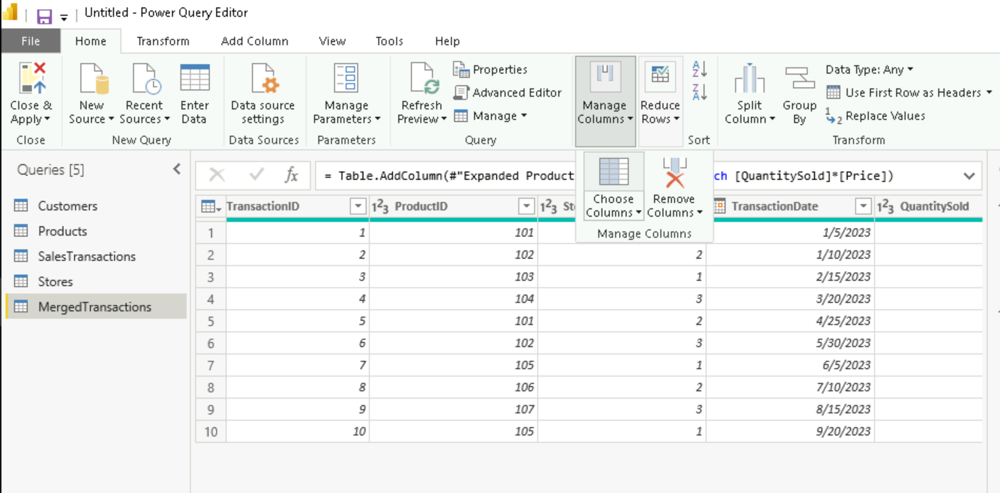 Untitled - Power Query Editor
File Home Transform Add Column View Tools Help
Close & Apply
Close
New Source
Recent Sources
Enter Data
New Query
Data source settings
Data Sources
Manage Parameters
Parameters
Refresh Preview
Properties
Advanced Editor
Manage
Query
Manage Columns
Reduce Rows
Sort
Split Column
Group By
Data Type: Any
Use First Row as Headers
Replace Values
Transform
Choose Columns
Remove Columns
Manage Columns
Queries [5]
Customers
Products
SalesTransactions
Stores
MergedTransactions
fx = Table.AddColumn(#"Expanded Product ch [QuantitySold]*[Price])
TransactionID 123 ProductID 123 St TransactionDate 123 QuantitySold
1 1 101 1/5/2023
2 2 102 2 1/10/2023
3 3 103 1 2/15/2023
4 4 104 3 3/20/2023
5 5 101 2 4/25/2023
6 6 102 3 5/30/2023
7 7 105 1 6/5/2023
8 8 106 2 7/10/2023
9 9 107 3 8/15/2023
10 10 105 1 9/20/2023